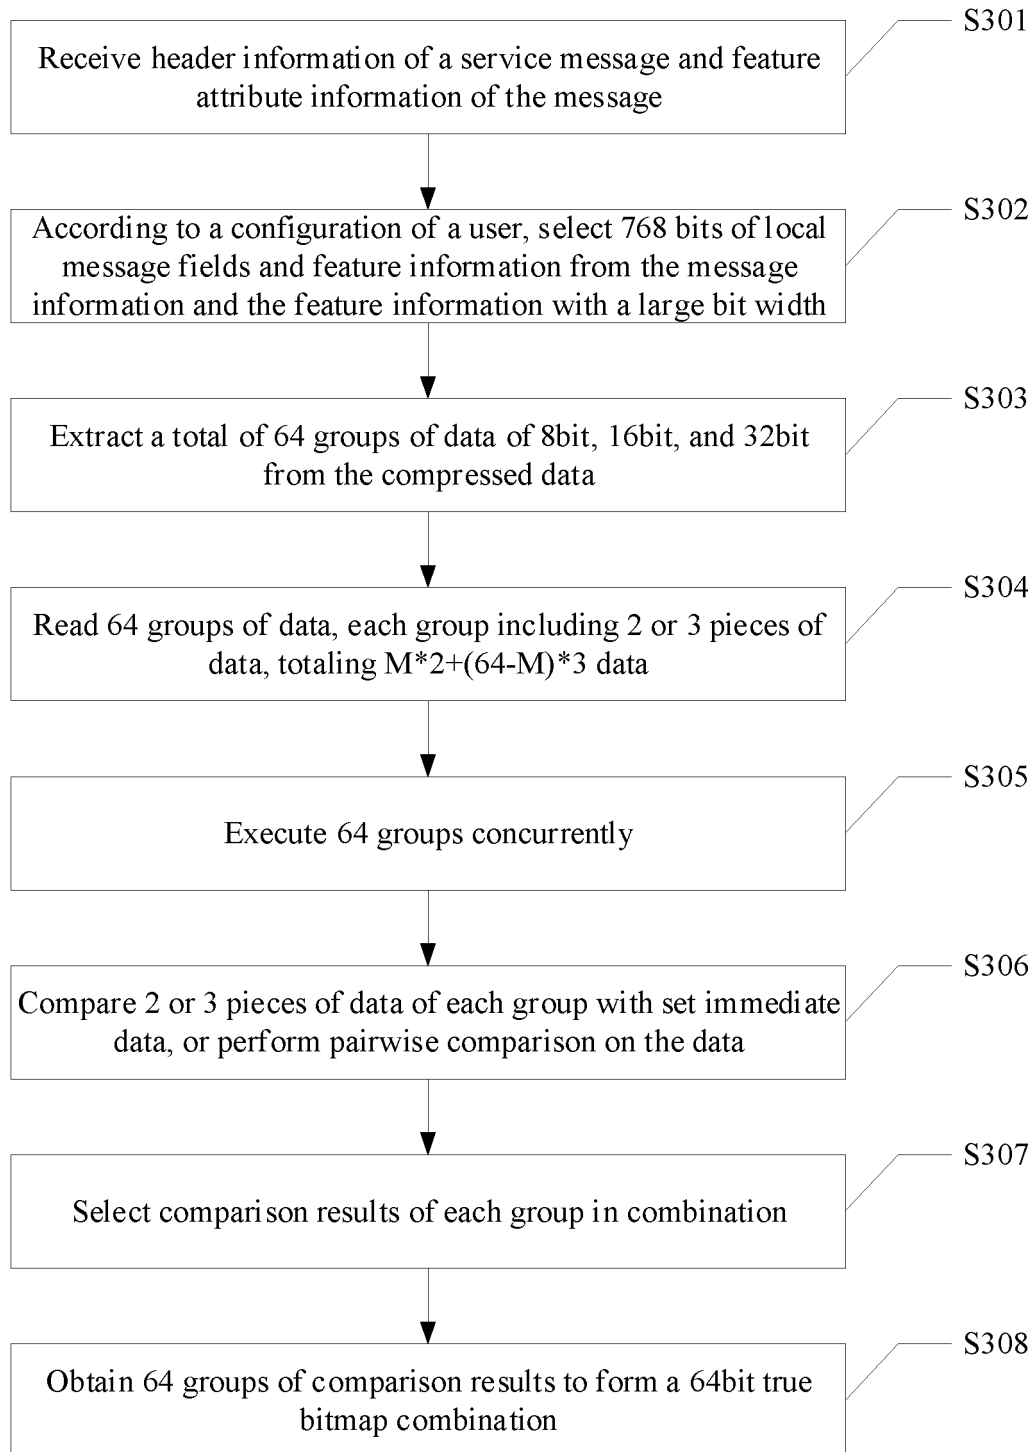 S301
Receive header information of a service message and feature
attribute information of the message
S302
According to a configuration of a user, select 768 bits of local
message fields and feature information from the message
information and the feature information with a large bit width
S303
Extract a total of 64 groups of data of 8bit, 16bit, and 32bit
from the compressed data
S304
Read 64 groups of data, each group including 2 or 3 pieces of
data, totaling M*2+(64-M)*3 data
S305
Execute 64 groups concurrently
S306
Compare 2 or 3 pieces of data of each group with set immediate
data, or perform pairwise comparison on the data
S307
Select comparison results of each group in combination
S308
Obtain 64 groups of comparison results to form a 64bit true
bitmap combination